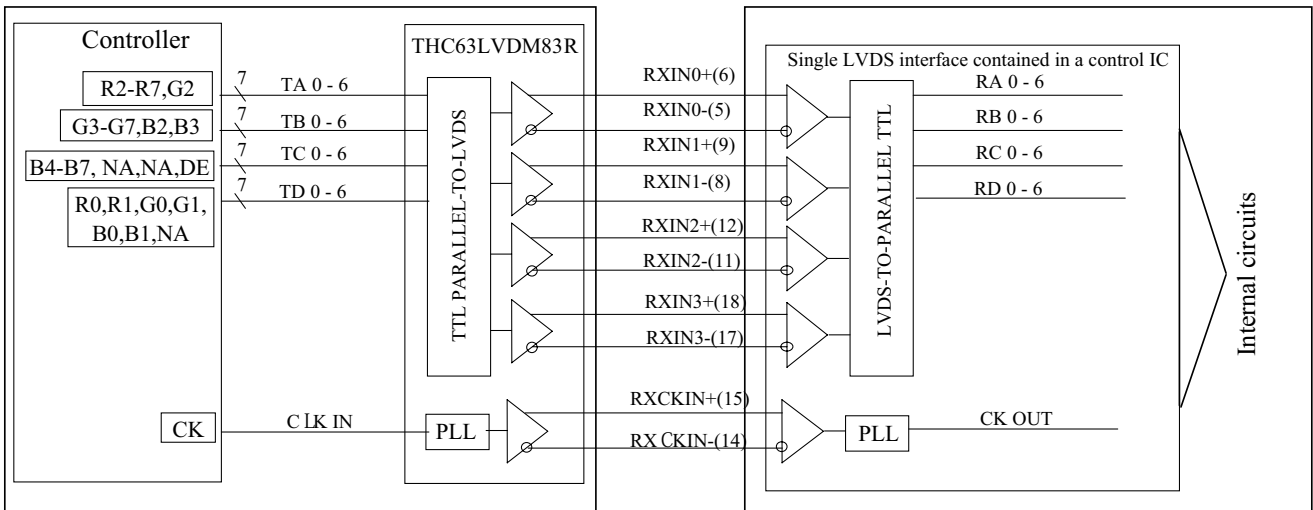 Controller
R2-R7,G2
G3-G7,B2,B3
B4-B7, NA,NA,DE
R0,R1,G0,G1,
B0,B1,NA
CK
7
TA 0 - 6
7
TB 0 - 6
7
TC 0 - 6
7
TD 0 - 6
CLK IN
THC63LVDM83R
TTL PARALLEL-TO-LVDS
PLL
RXIN0+(6)
RXIN0-(5)
RXIN1+(9)
RXIN1-(8)
RXIN2+(12)
RXIN2-(11)
RXIN3+(18)
RXIN3-(17)
RXCKIN+(15)
RXCKIN-(14)
Single LVDS interface contained in a control IC
LVDS-TO-PARALLEL TTL
PLL
RA 0 - 6
RB 0 - 6
RC 0 - 6
RD 0 - 6
CK OUT
Internal circuits